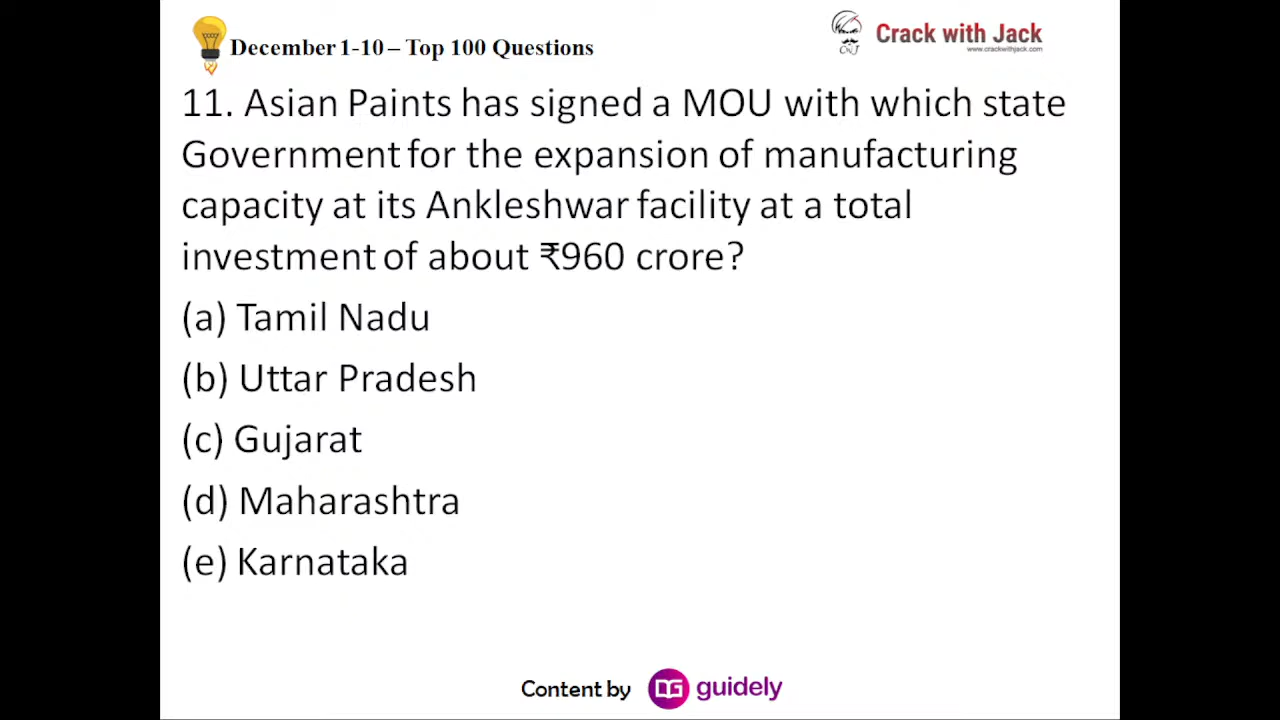 December 1-10 – Top 100 Questions
Crack with Jack
www.crackwithjack.com
CwJ
11. Asian Paints has signed a MOU with which state
Government for the expansion of manufacturing
capacity at its Ankleshwar facility at a total
investment of about ₹960 crore?
(a) Tamil Nadu
(b) Uttar Pradesh
(c) Gujarat
(d) Maharashtra
(e) Karnataka
Content by
guidely